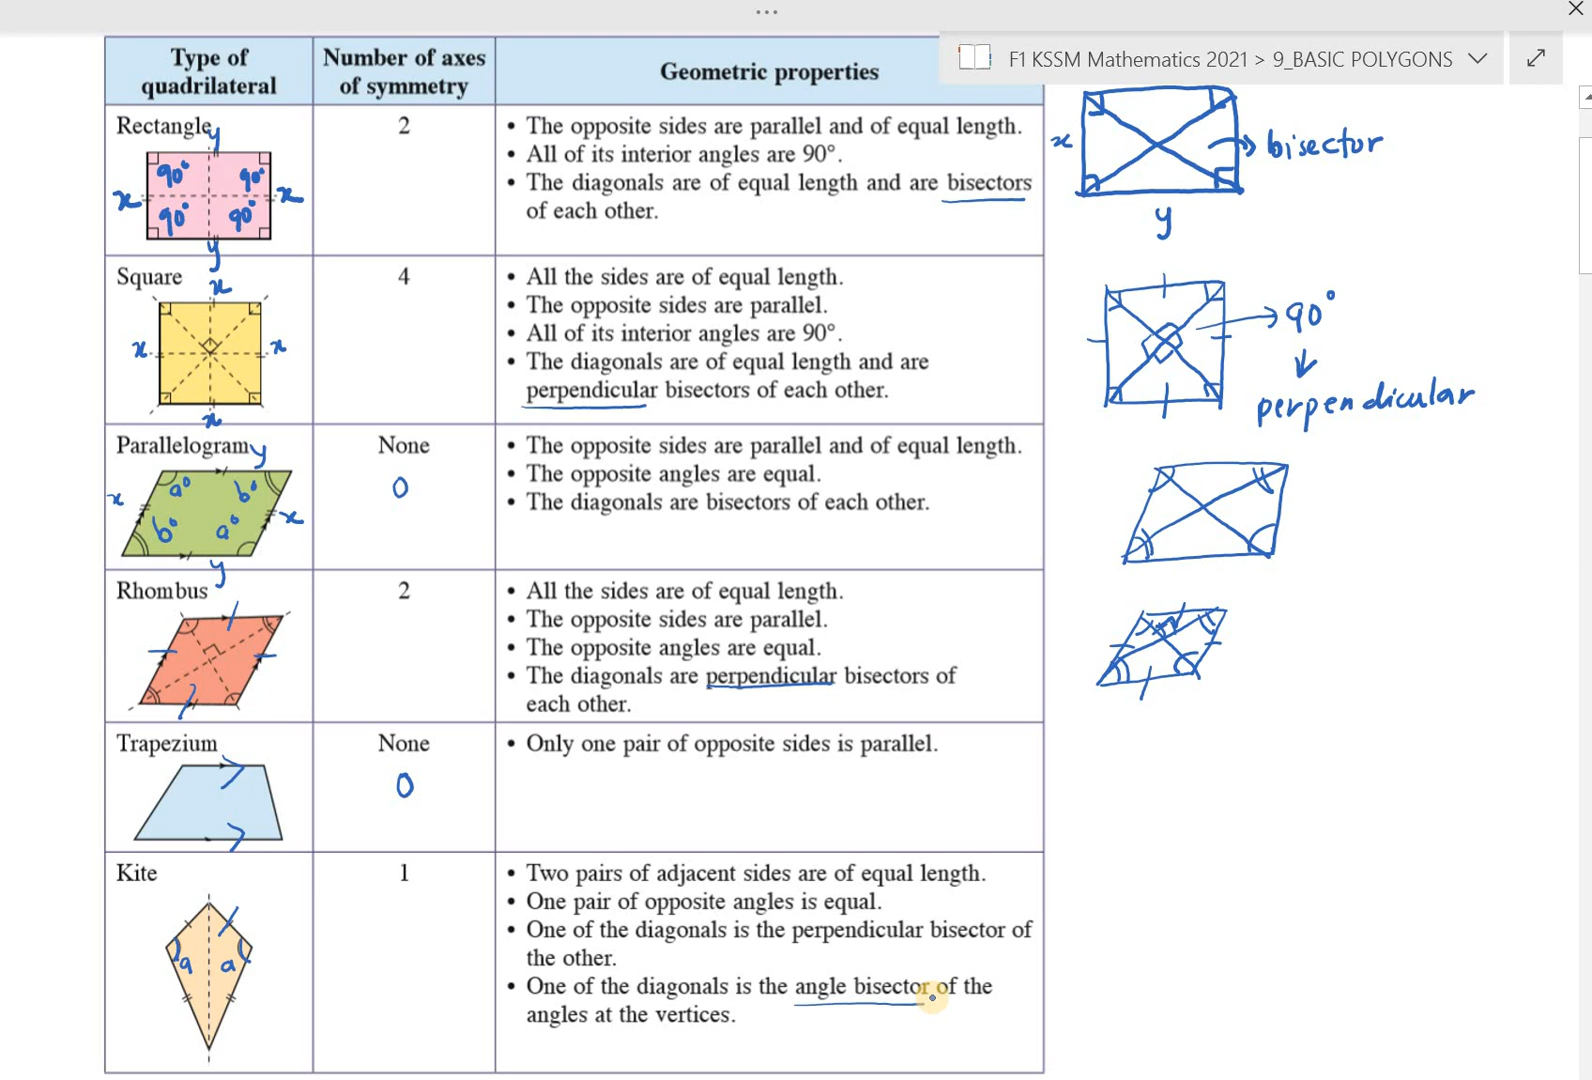 F1 KSSM Mathematics 2021 > 9_BASIC POLYGONS
Type of quadrilateral
Number of axes of symmetry
Geometric properties
Rectangle
y
90° 90°
x x
90° 90°
y
2
• The opposite sides are parallel and of equal length.
• All of its interior angles are 90°.
• The diagonals are of equal length and are bisectors
of each other.
x
bisector
y
Square
x
x x
x
4
• All the sides are of equal length.
• The opposite sides are parallel.
• All of its interior angles are 90°.
• The diagonals are of equal length and are
perpendicular bisectors of each other.
90°
perpendicular
Parallelogram
y
x a° b°
b° a° x
y
None
0
• The opposite sides are parallel and of equal length.
• The opposite angles are equal.
• The diagonals are bisectors of each other.
Rhombus
2
• All the sides are of equal length.
• The opposite sides are parallel.
• The opposite angles are equal.
• The diagonals are perpendicular bisectors of
each other.
Trapezium
None
0
• Only one pair of opposite sides is parallel.
Kite
a a
1
• Two pairs of adjacent sides are of equal length.
• One pair of opposite angles is equal.
• One of the diagonals is the perpendicular bisector of
the other.
• One of the diagonals is the angle bisector of the
angles at the vertices.